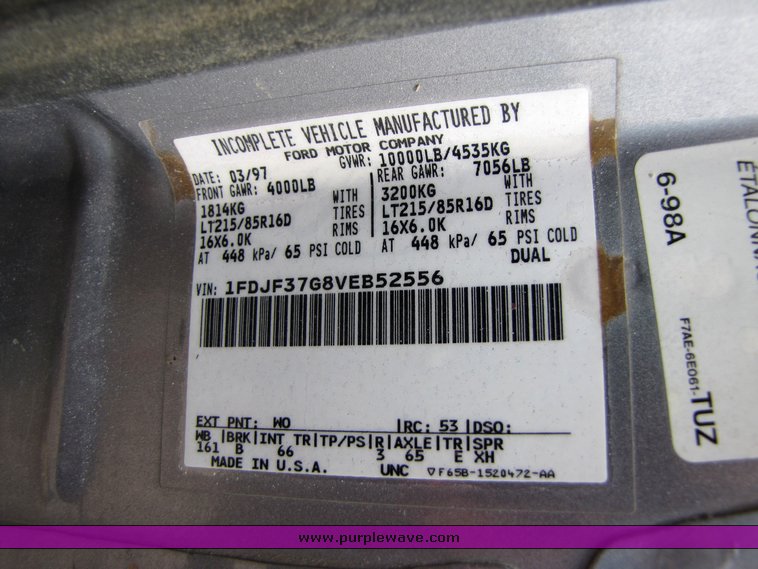 INCOMPLETE VEHICLE MANUFACTURED BY
FORD MOTOR COMPANY
DATE: 03/97 GVWR: 10000LB/4535KG
FRONT GAWR: 4000LB REAR GAWR: 7056LB
1814KG WITH 3200KG WITH
LT215/85R16D TIRES LT215/85R16D TIRES
16X6.0K RIMS 16X6.0K RIMS
AT 448 kPa/ 65 PSI COLD AT 448 kPa/ 65 PSI COLD
DUAL
VIN: 1FDJF37G8VEB52556
EXT PNT: WO |RC: 53 |DSO:
WB |BRK|INT TR|TP/PS|R|AXLE|TR|SPR
161 B 66 3 65 E XH
MADE IN U.S.A. UNC ▽F65B-1520472-AA
6-98A
F7AE-6E061-TUZ
www.purplewave.com